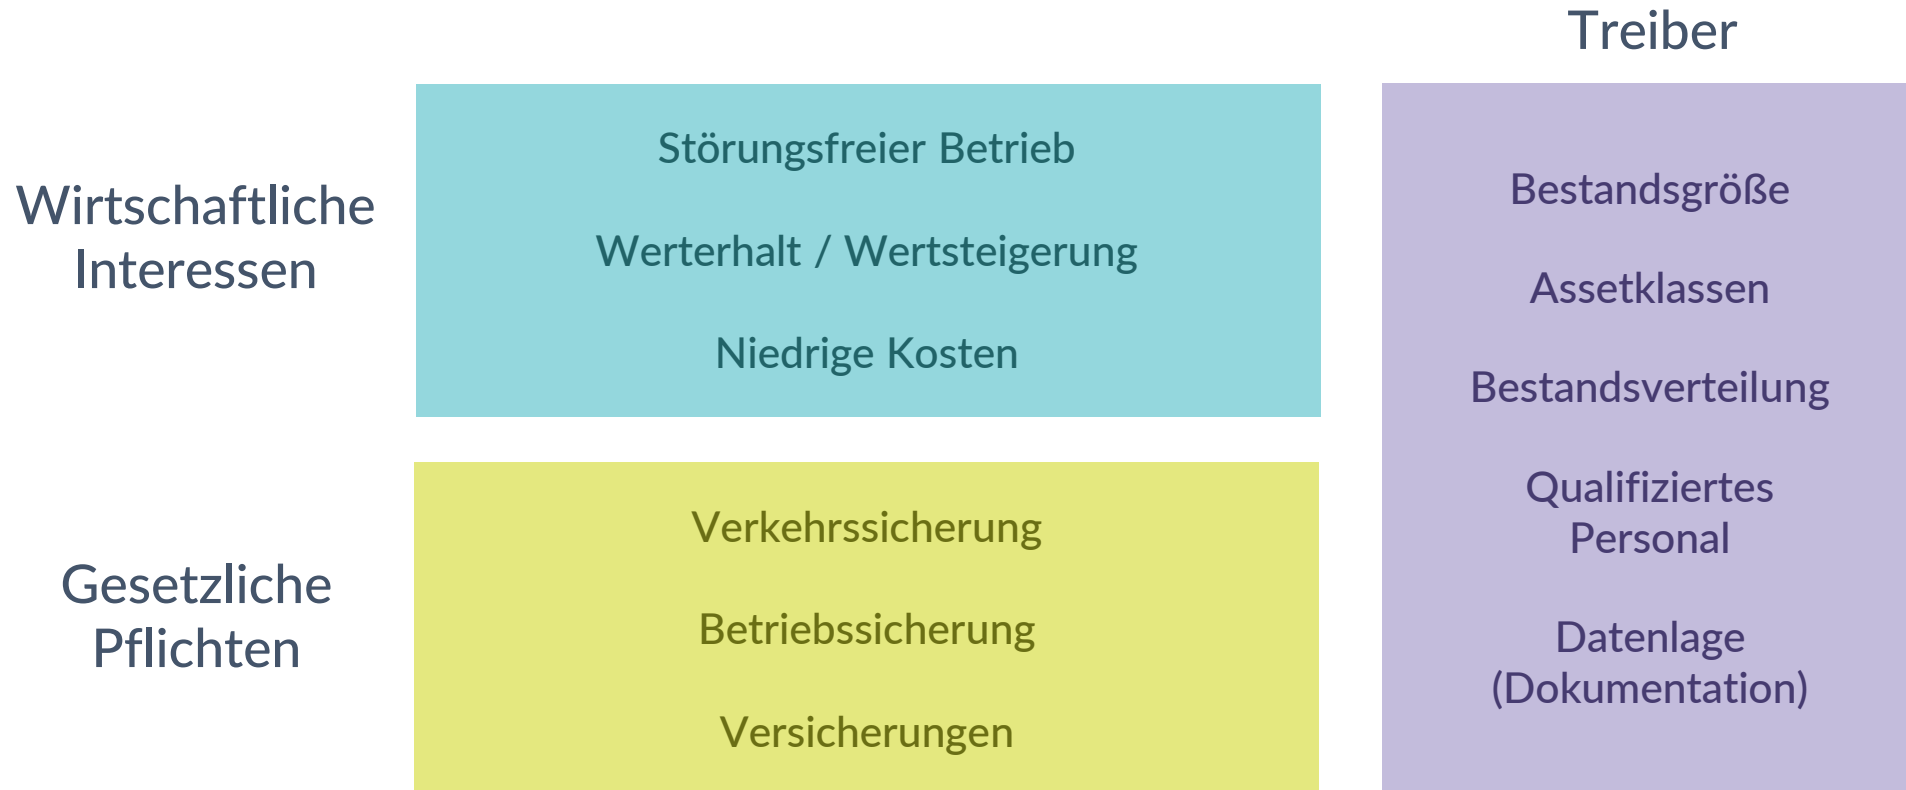 Treiber
Wirtschaftliche
Interessen
Störungsfreier Betrieb
Werterhalt / Wertsteigerung
Niedrige Kosten
Gesetzliche
Pflichten
Verkehrssicherung
Betriebssicherung
Versicherungen
Bestandsgröße
Assetklassen
Bestandsverteilung
Qualifiziertes
Personal
Datenlage
(Dokumentation)